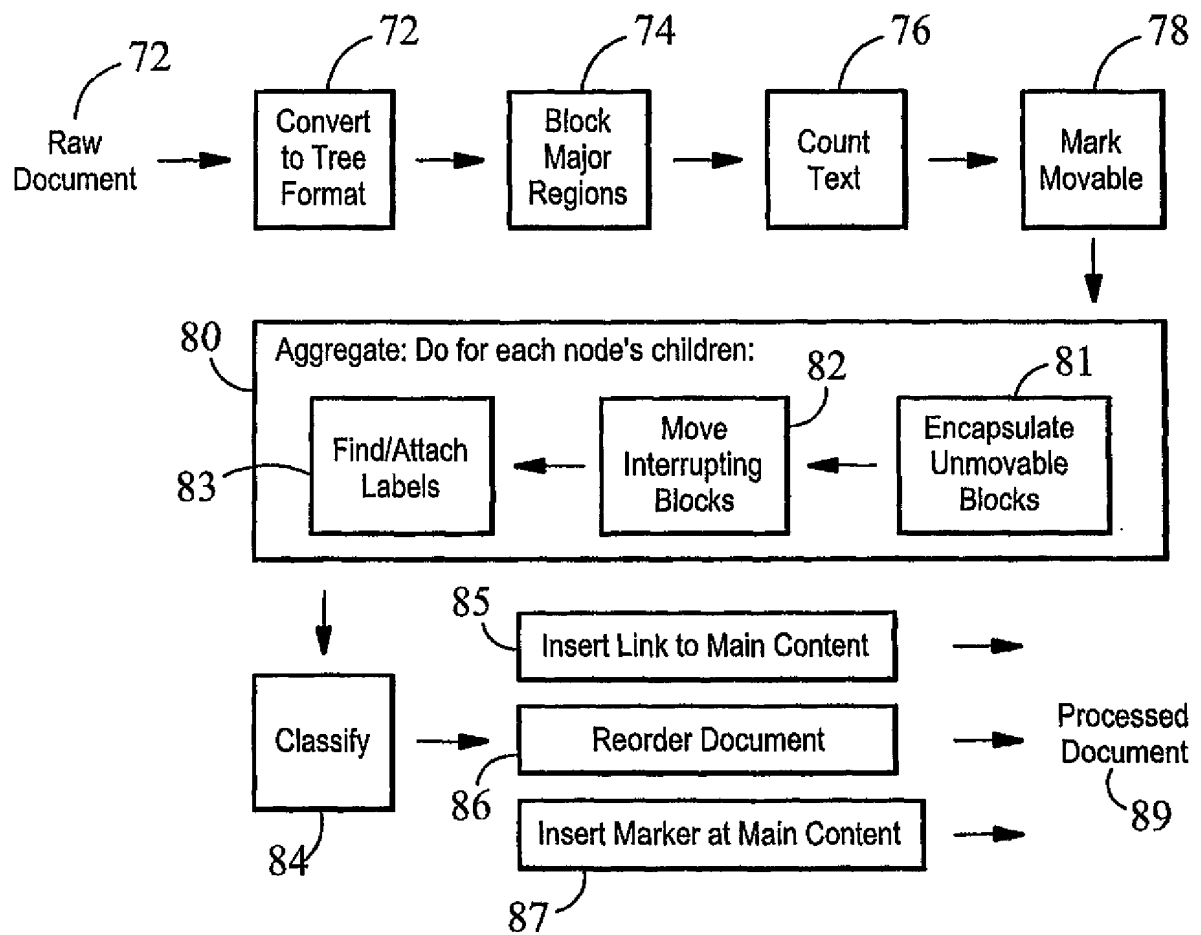 72
72
74
76
78
Raw
Document
Convert
to Tree
Format
Block
Major
Regions
Count
Text
Mark
Movable
80
Aggregate: Do for each node's children:
83
Find/Attach
Labels
82
Move
Interrupting
Blocks
81
Encapsulate
Unmovable
Blocks
84
Classify
85
Insert Link to Main Content
86
Reorder Document
87
Insert Marker at Main Content
Processed
Document
89